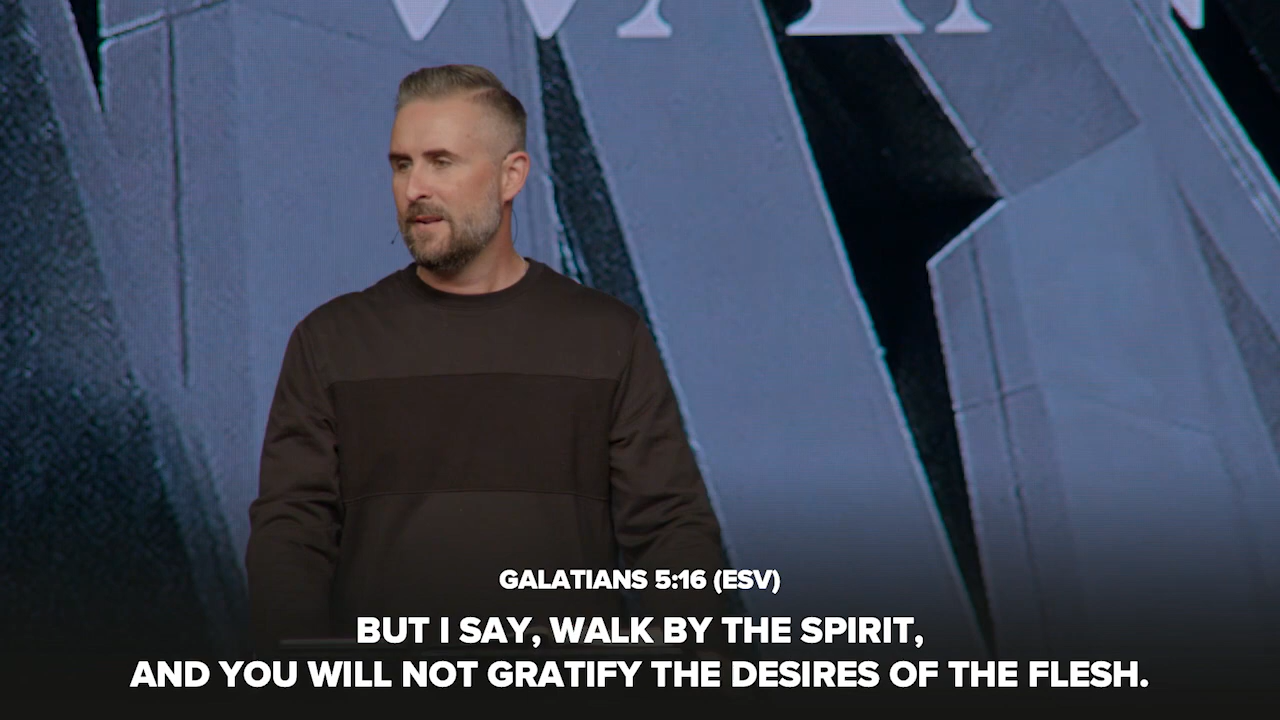 GALATIANS 5:16 (ESV)
BUT I SAY, WALK BY THE SPIRIT,
AND YOU WILL NOT GRATIFY THE DESIRES OF THE FLESH.